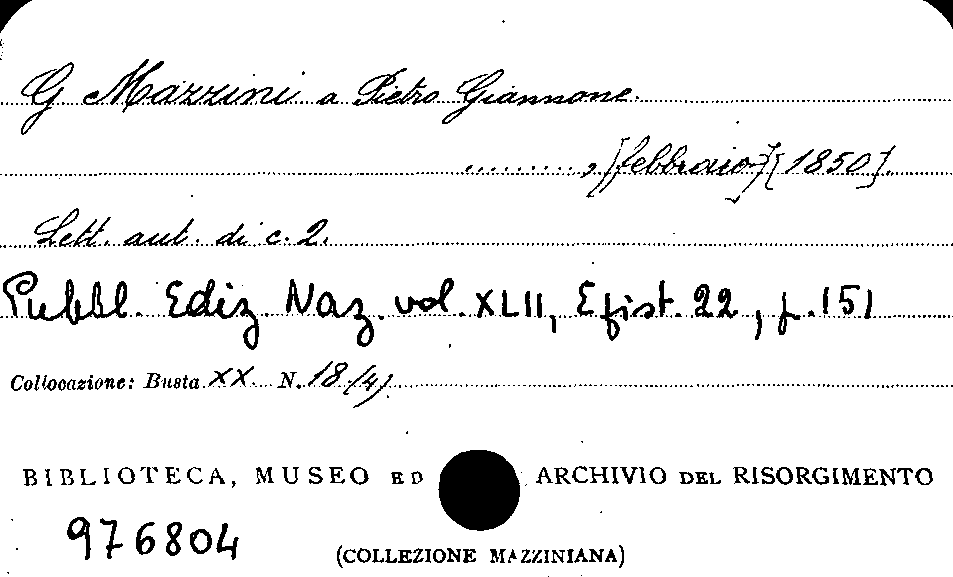 G Mazzini a Pietro Giannone.
........., [febbraio] [1850].
Lett. aut. di c. 2.
Pubbl. Ediz. Naz. vol. XLII, Epist. 22, p. 151
Collocazione: Busta XX N. 18 (4)
BIBLIOTECA, MUSEO ED ARCHIVIO DEL RISORGIMENTO
976804
(COLLEZIONE MAZZINIANA)